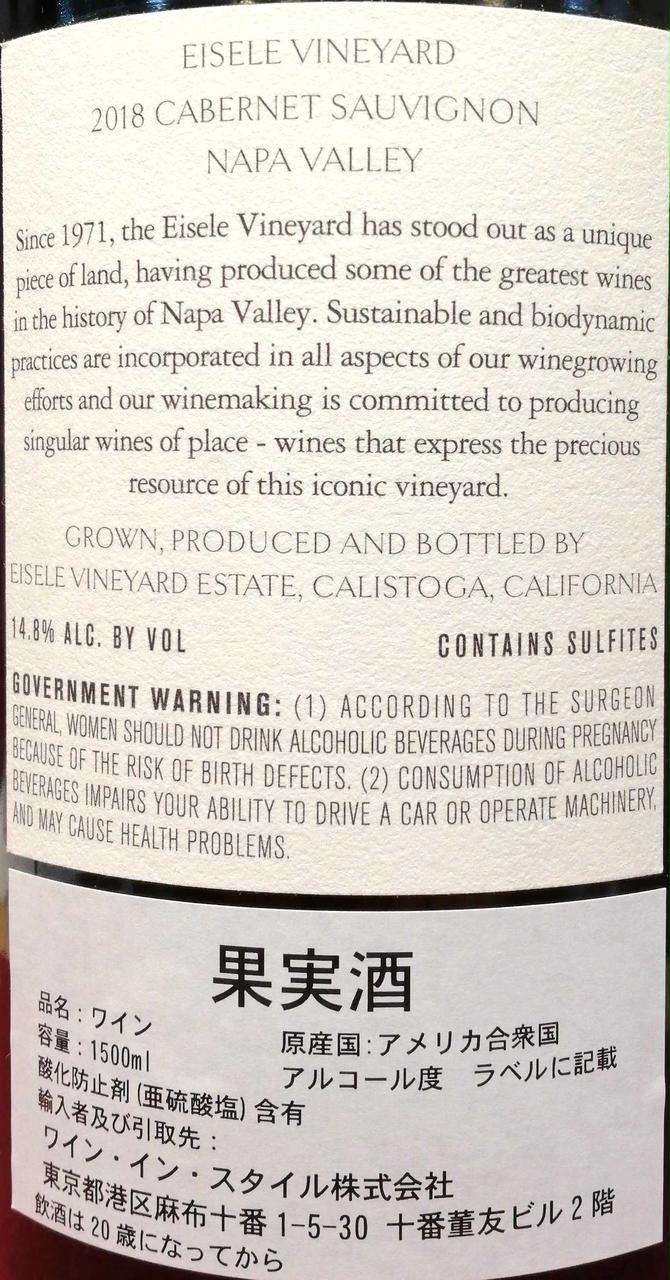 EISELE VINEYARD
2018 CABERNET SAUVIGNON
NAPA VALLEY
Since 1971, the Eisele Vineyard has stood out as a unique
piece of land, having produced some of the greatest wines
in the history of Napa Valley. Sustainable and biodynamic
practices are incorporated in all aspects of our winegrowing
efforts and our winemaking is committed to producing
singular wines of place - wines that express the precious
resource of this iconic vineyard.
GROWN, PRODUCED AND BOTTLED BY
EISELE VINEYARD ESTATE, CALISTOGA, CALIFORNIA
14.8% ALC. BY VOL CONTAINS SULFITES
GOVERNMENT WARNING: (1) ACCORDING TO THE SURGEON
GENERAL, WOMEN SHOULD NOT DRINK ALCOHOLIC BEVERAGES DURING PREGNANCY
BECAUSE OF THE RISK OF BIRTH DEFECTS. (2) CONSUMPTION OF ALCOHOLIC
BEVERAGES IMPAIRS YOUR ABILITY TO DRIVE A CAR OR OPERATE MACHINERY,
AND MAY CAUSE HEALTH PROBLEMS.
果実酒
品名：ワイン
容量：1500ml 原産国：アメリカ合衆国
酸化防止剤(亜硫酸塩)含有 アルコール度 ラベルに記載
輸入者及び引取先：
ワイン・イン・スタイル株式会社
東京都港区麻布十番1-5-30 十番董友ビル2階
飲酒は20歳になってから